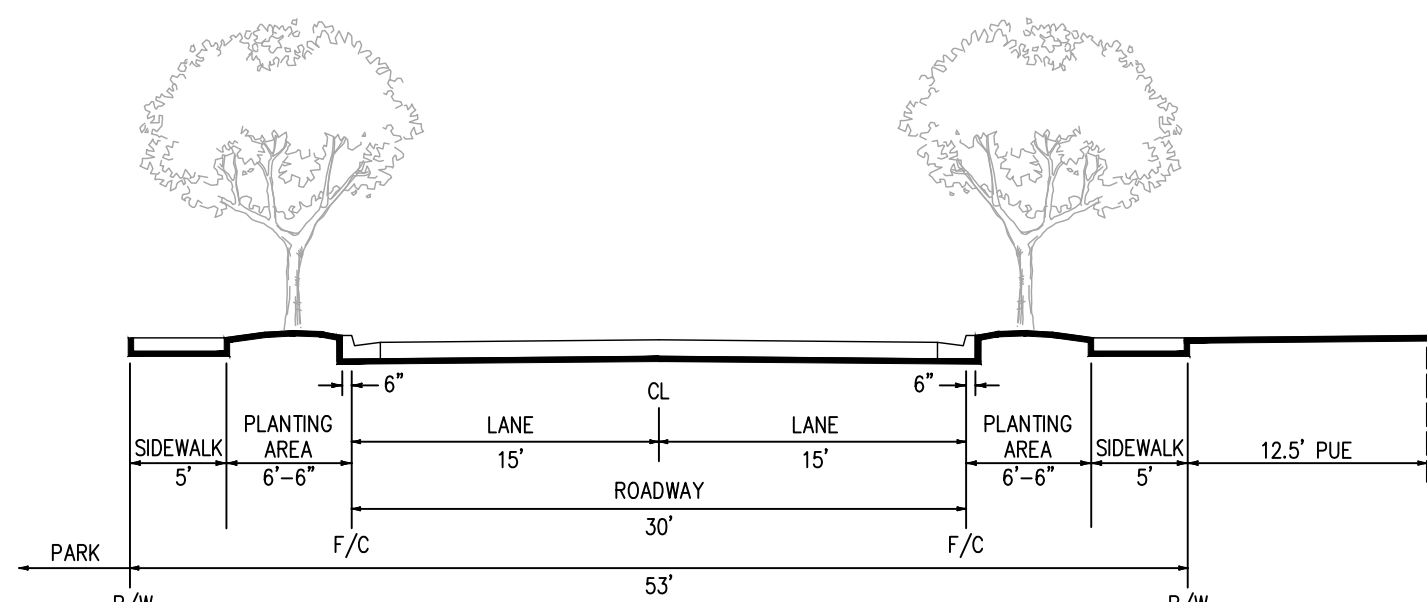 6” 6”
CL
PLANTING LANE LANE PLANTING
SIDEWALK AREA AREA SIDEWALK 12.5’ PUE
5’ 6’-6” 15’ 15’ 6’-6” 5’
ROADWAY
30’
F/C F/C
PARK
53’
R/W R/W